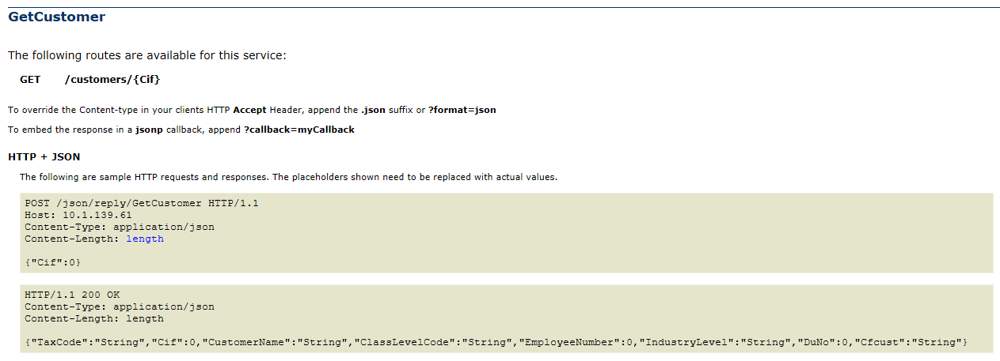 GetCustomer
The following routes are available for this service:
GET /customers/{Cif}
To override the Content-type in your clients HTTP Accept Header, append the .json suffix or ?format=json
To embed the response in a jsonp callback, append ?callback=myCallback
HTTP + JSON
The following are sample HTTP requests and responses. The placeholders shown need to be replaced with actual values.
POST /json/reply/GetCustomer HTTP/1.1
Host: 10.1.139.61
Content-Type: application/json
Content-Length: length
{"Cif":0}
HTTP/1.1 200 OK
Content-Type: application/json
Content-Length: length
{"TaxCode":"String","Cif":0,"CustomerName":"String","ClassLevelCode":"String","EmployeeNumber":0,"IndustryLevel":"String","DuNo":0,"Cfcust":"String"}